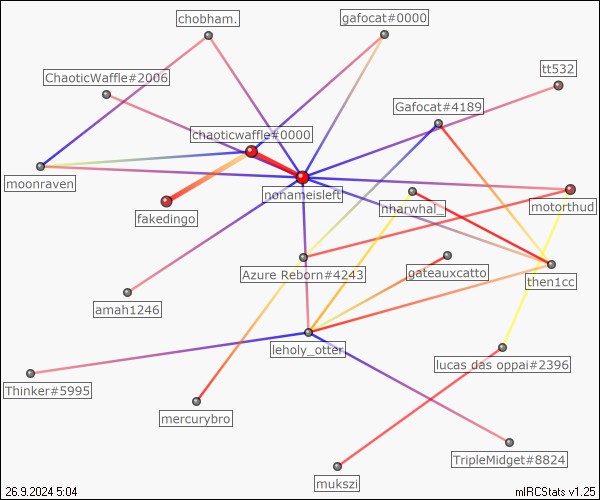 chobham.
gafocat#0000
tt532
ChaoticWaffle#2006
Gafocat#4189
chaoticwaffle#0000
moonraven
nonameisleft
nharwhal_
motorthud
fakedingo
Azure Reborn#4243
gateauxcatto
then1cc
amah1246
leholy_otter
lucas das oppai#2396
Thinker#5995
mercurybro
TripleMidget#8824
mukszi
26.9.2024 5:04
mIRCStats v1.25